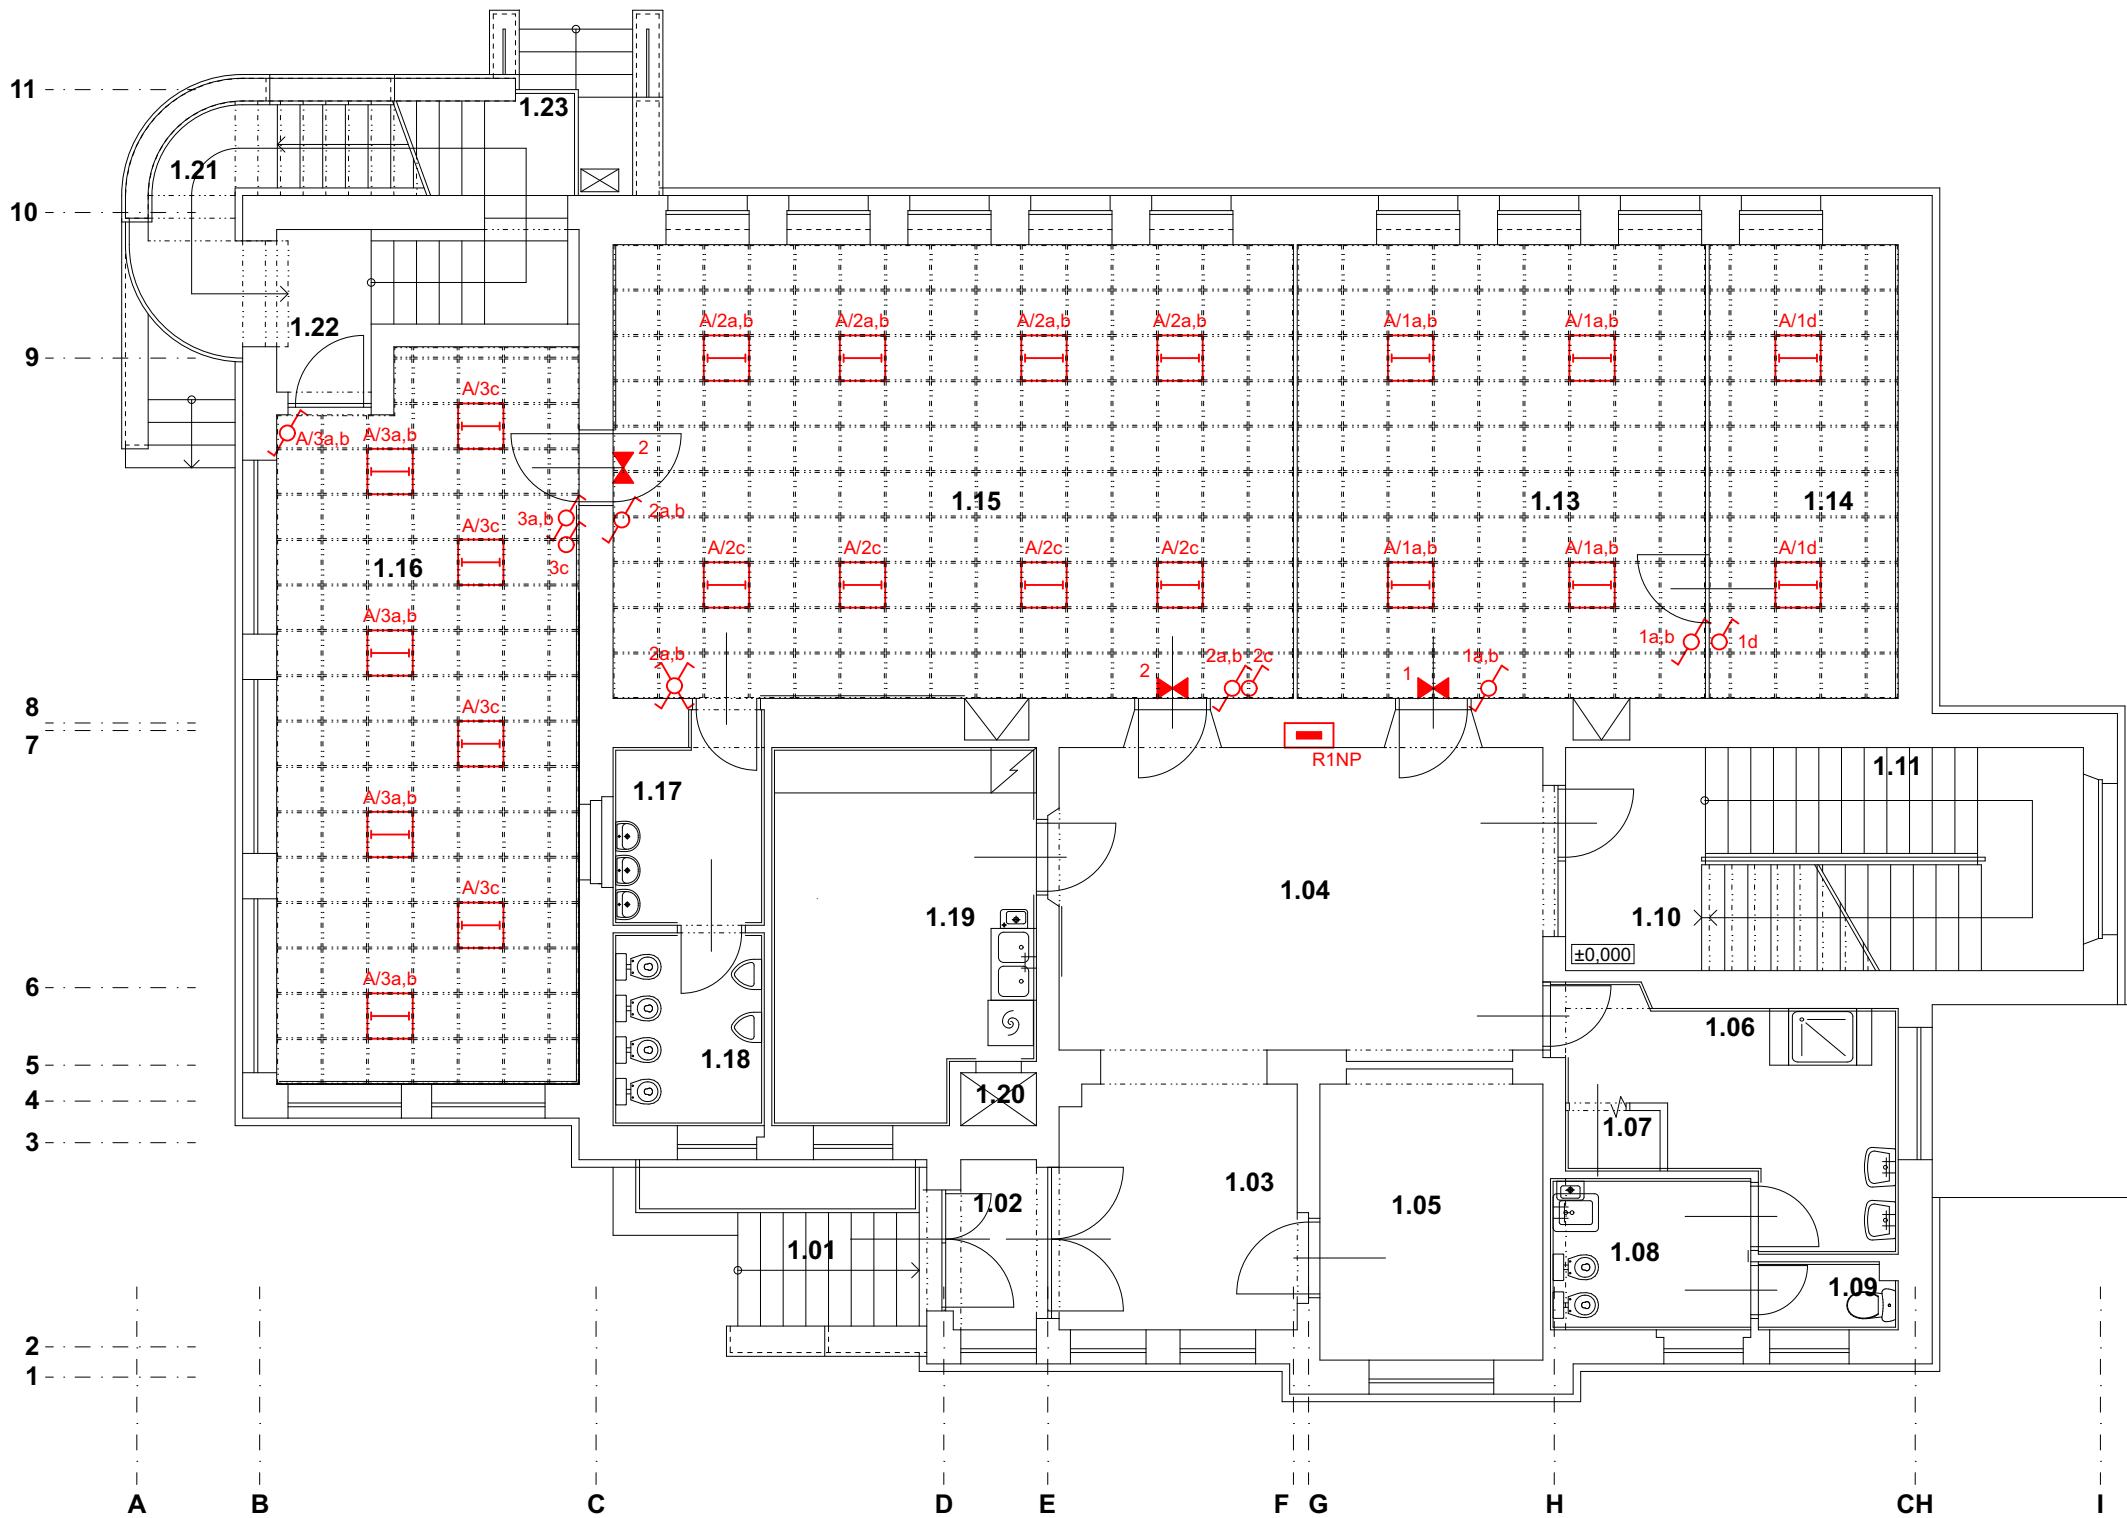 11
1.23
1.21
10
1.22
A/2a,b A/2a,b A/2a,b A/2a,b A/1a,b A/1a,b A/1d
9
A/3c
A/3a,b A/3a,b
2
1.15 1.13 1.14
3a,b 2a,b
A/3c
A/2c A/2c A/2c A/2c A/1a,b A/1a,b A/1d
1.16 3c
A/3a,b
1a,b 1d
2a,b 2 2a,b 2c 1 1a,b
8
A/3c
7
R1NP
1.11
1.17
A/3a,b
A/3c
1.04
1.19 1.10
±0,000
A/3a,b
6
1.06
1.18
5
1.20
4
1.07
3
1.03
1.02 1.05
1.01 1.08
1.09
2
1
A B C D E F G H CH I